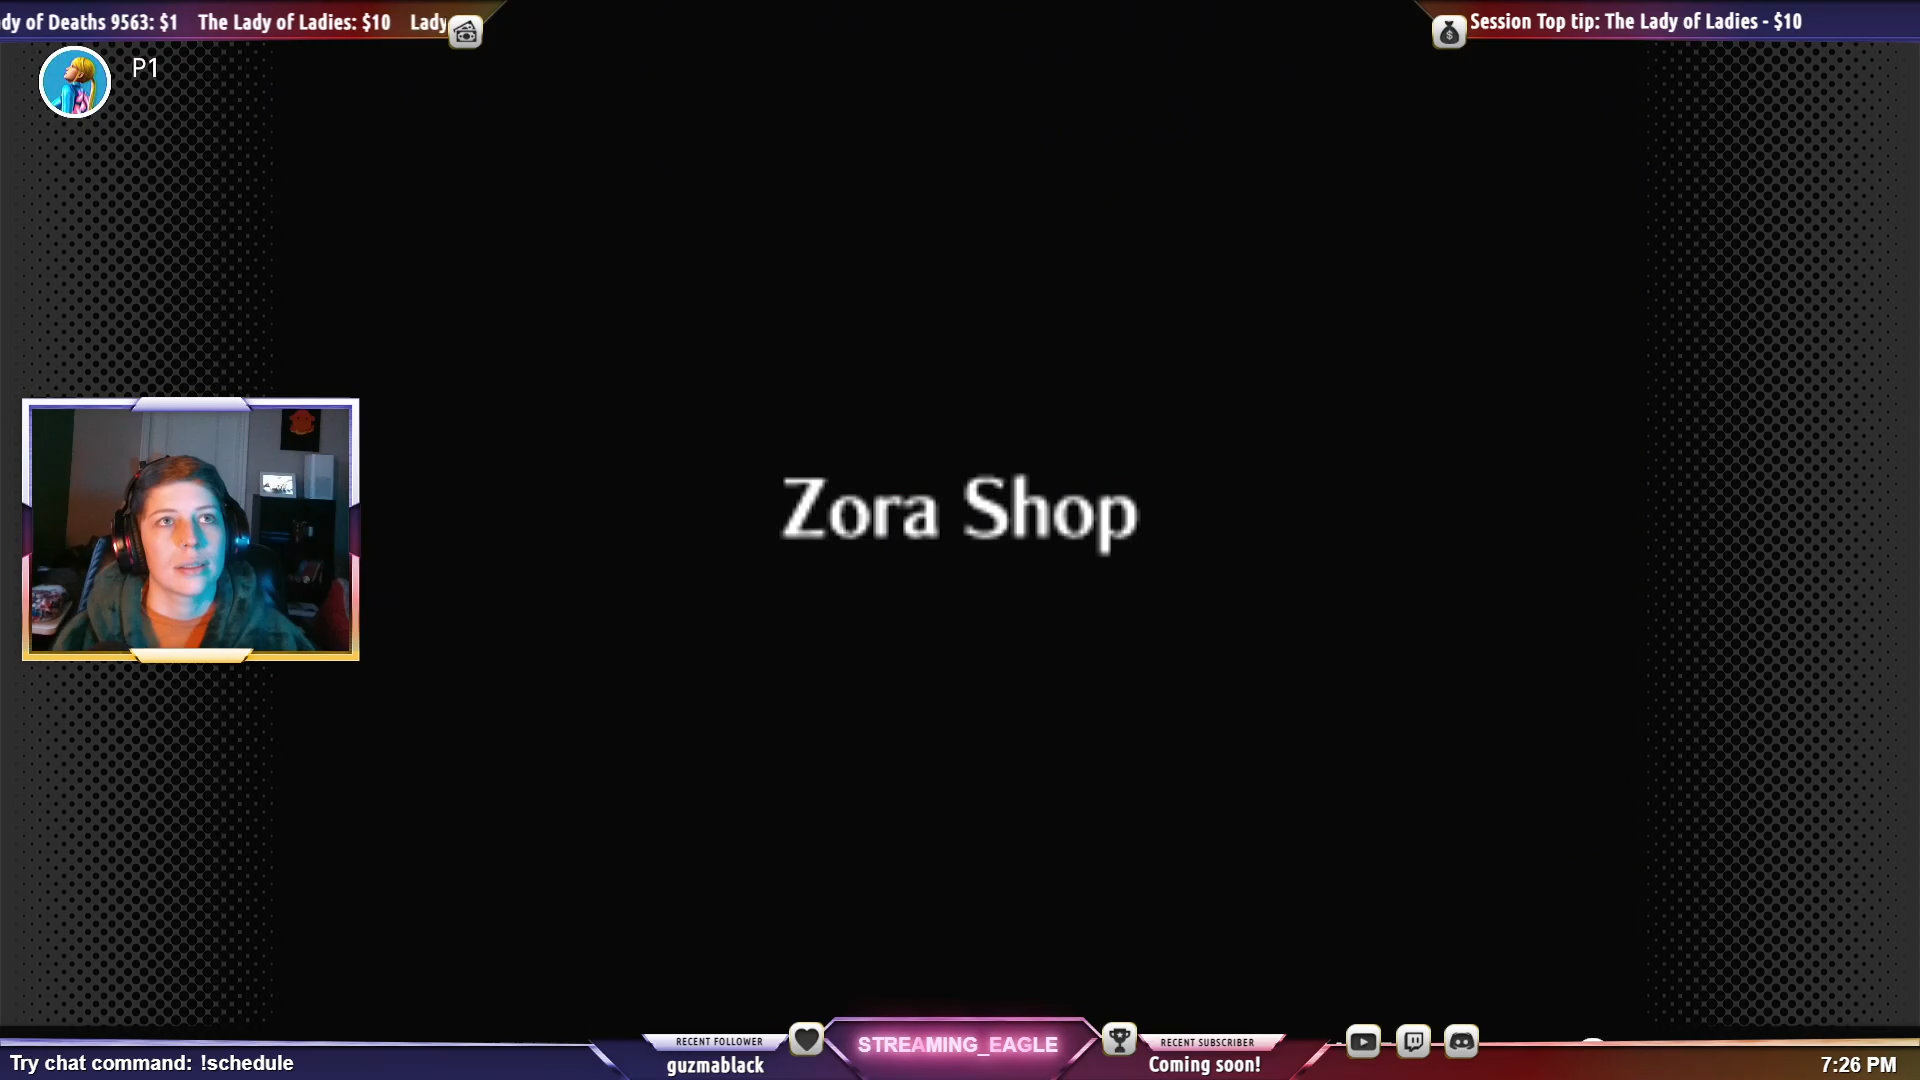 dy of Deaths 9563: $1 The Lady of Ladies: $10 Lady
Session Top tip: The Lady of Ladies - $10
P1
Zora Shop
RECENT FOLLOWER
guzmablack
STREAMING_EAGLE
RECENT SUBSCRIBER
Coming soon!
Try chat command: !schedule
7:26 PM